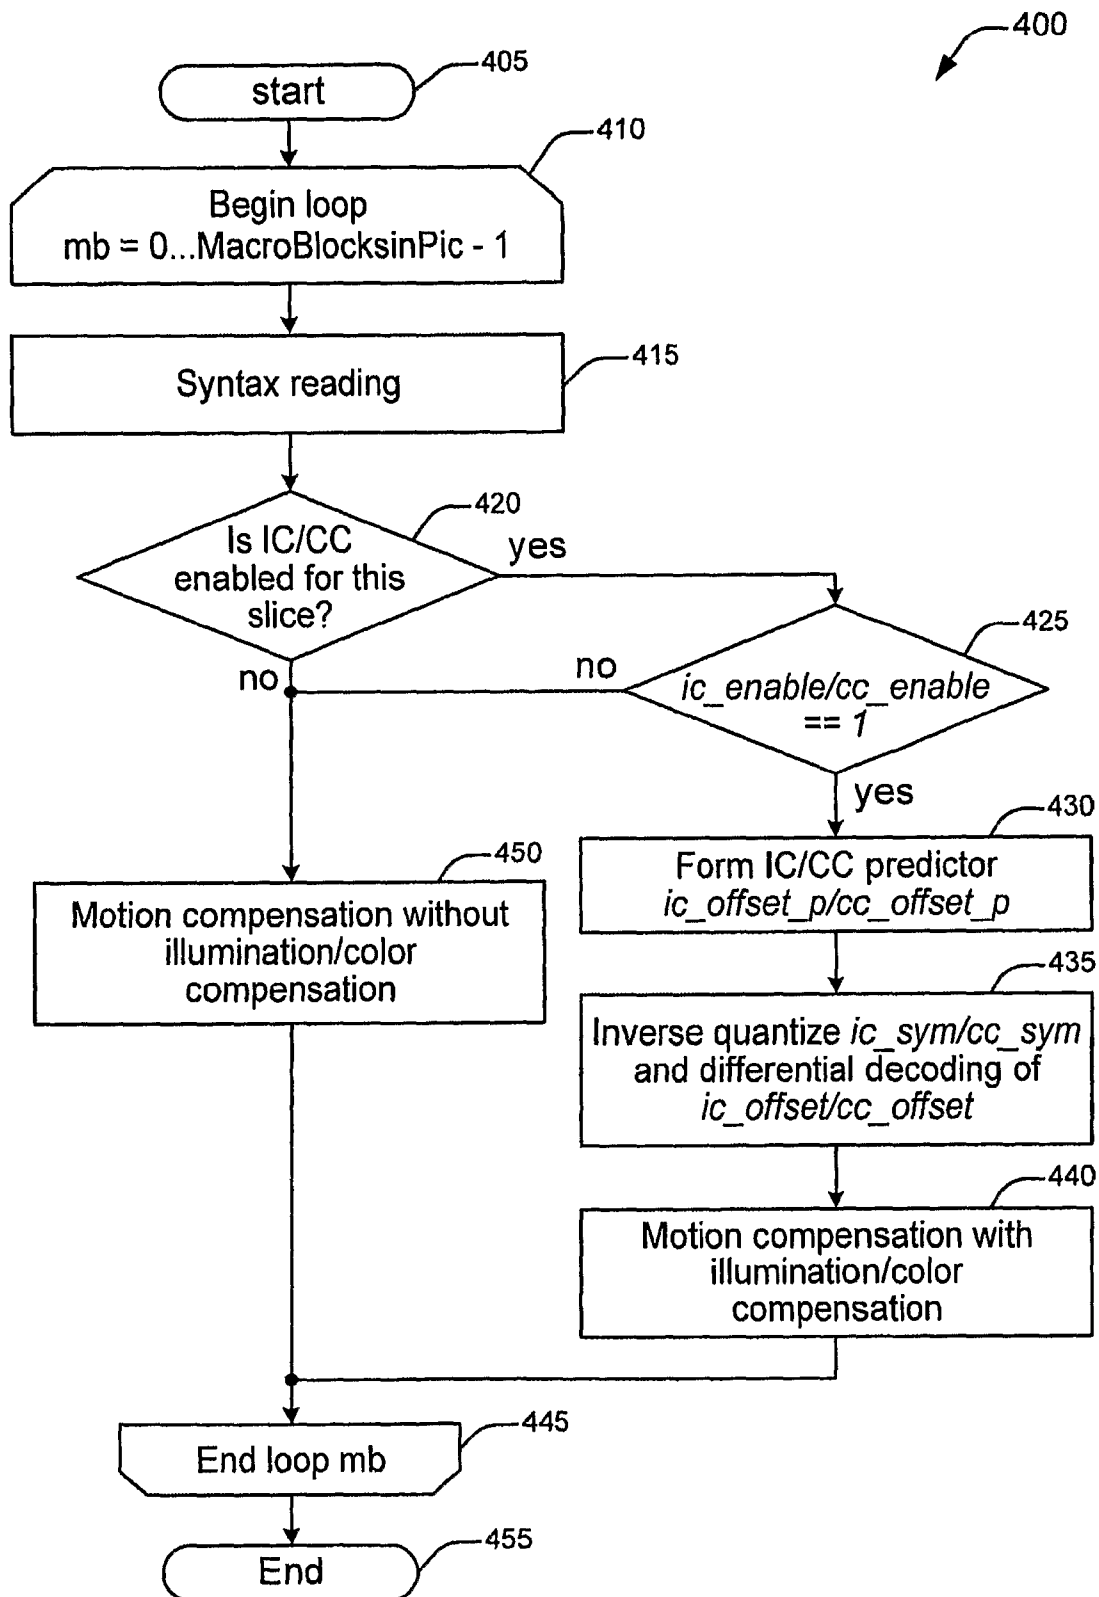 400
start
405
410
Begin loop
mb = 0...MacroBlocksinPic - 1
415
Syntax reading
420
Is IC/CC
enabled for this
slice?
yes
no
425
ic_enable/cc_enable
== 1
no
yes
430
Form IC/CC predictor
ic_offset_p/cc_offset_p
450
Motion compensation without
illumination/color
compensation
435
Inverse quantize ic_sym/cc_sym
and differential decoding of
ic_offset/cc_offset
440
Motion compensation with
illumination/color
compensation
445
End loop mb
455
End